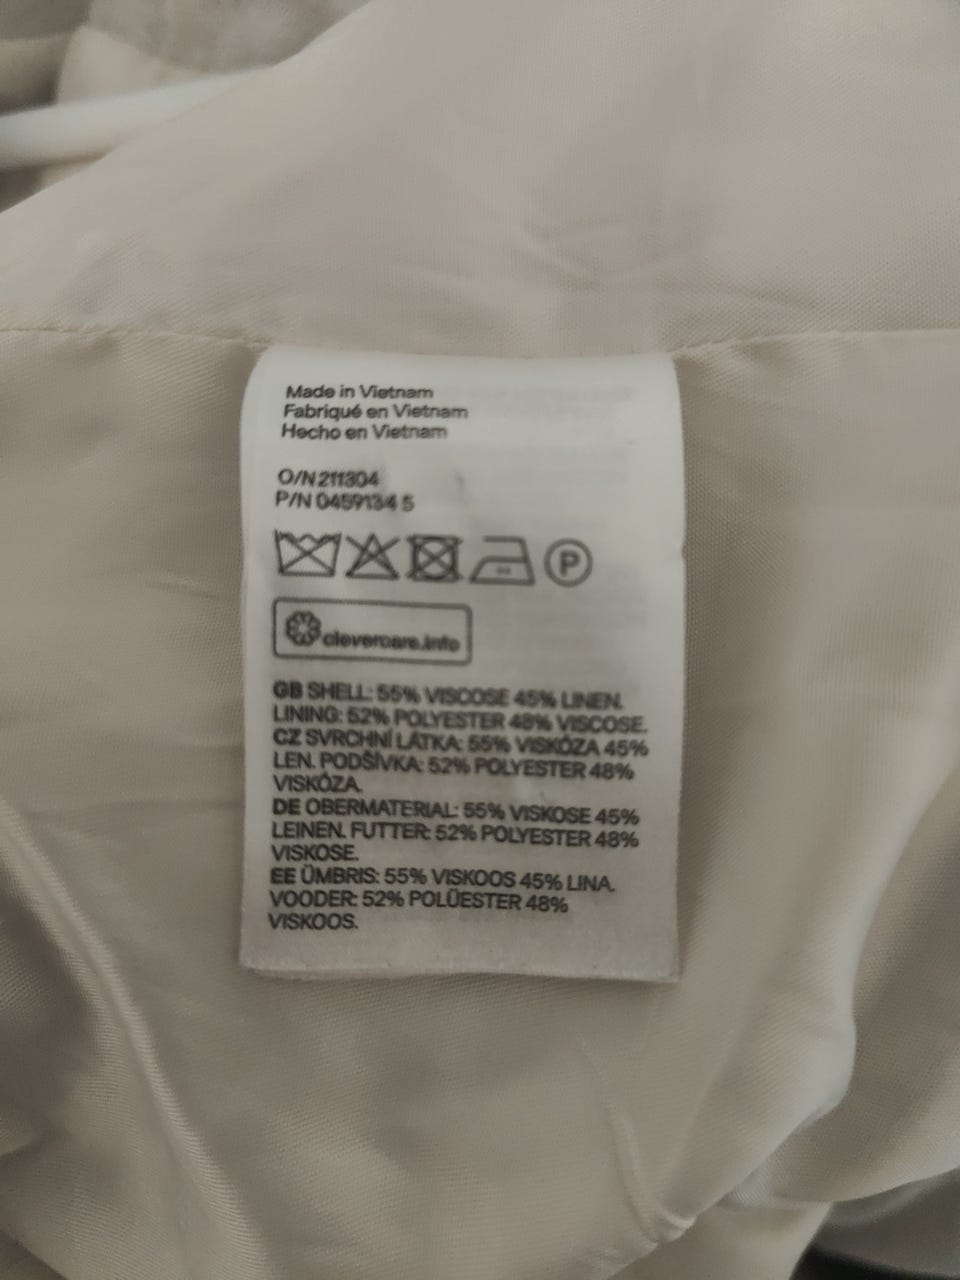 Made in Vietnam
Fabriqué en Vietnam
Hecho en Vietnam
O/N 211304
P/N 0459134 5
P
clevercare.info
GB SHELL: 55% VISCOSE 45% LINEN.
LINING: 52% POLYESTER 48% VISCOSE.
CZ SVRCHNÍ LÁTKA: 55% VISKÓZA 45%
LEN. PODŠÍVKA: 52% POLYESTER 48%
VISKÓZA.
DE OBERMATERIAL: 55% VISKOSE 45%
LEINEN. FUTTER: 52% POLYESTER 48%
VISKOSE.
EE ÜMBRIS: 55% VISKOOS 45% LINA.
VOODER: 52% POLÜESTER 48%
VISKOOS.